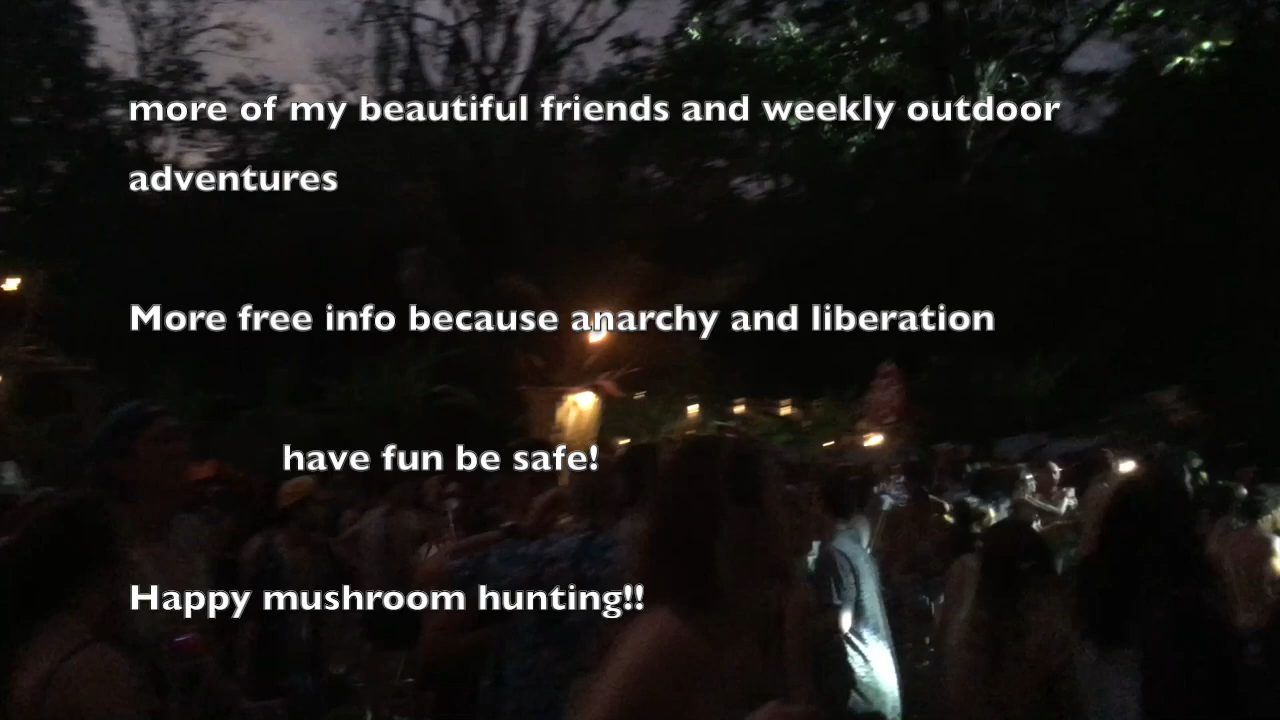 more of my beautiful friends and weekly outdoor
adventures
More free info because anarchy and liberation
have fun be safe!
Happy mushroom hunting!!